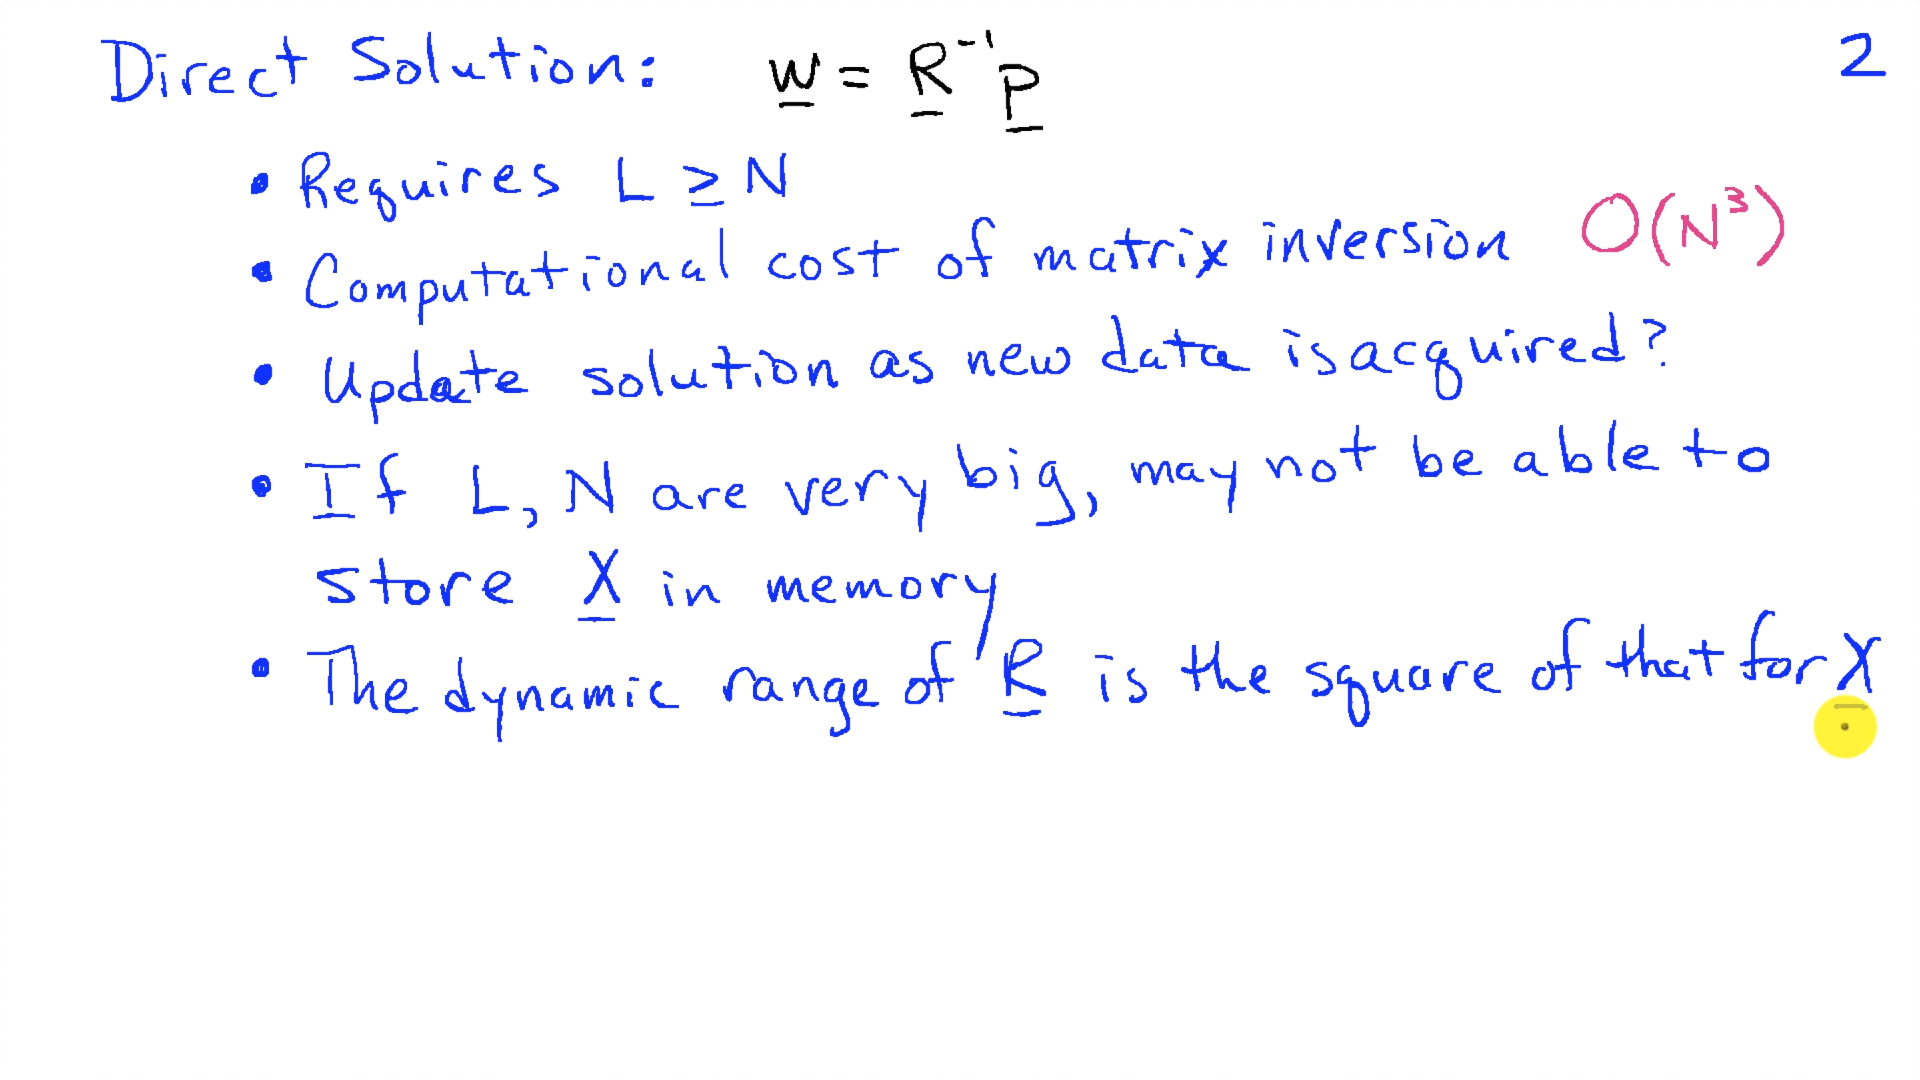 Direct Solution: w = R⁻¹p 2
• Requires L ≥ N
• Computational cost of matrix inversion O(N³)
• Update solution as new data is acquired?
• If L, N are very big, may not be able to
store X in memory
• The dynamic range of R is the square of that for X